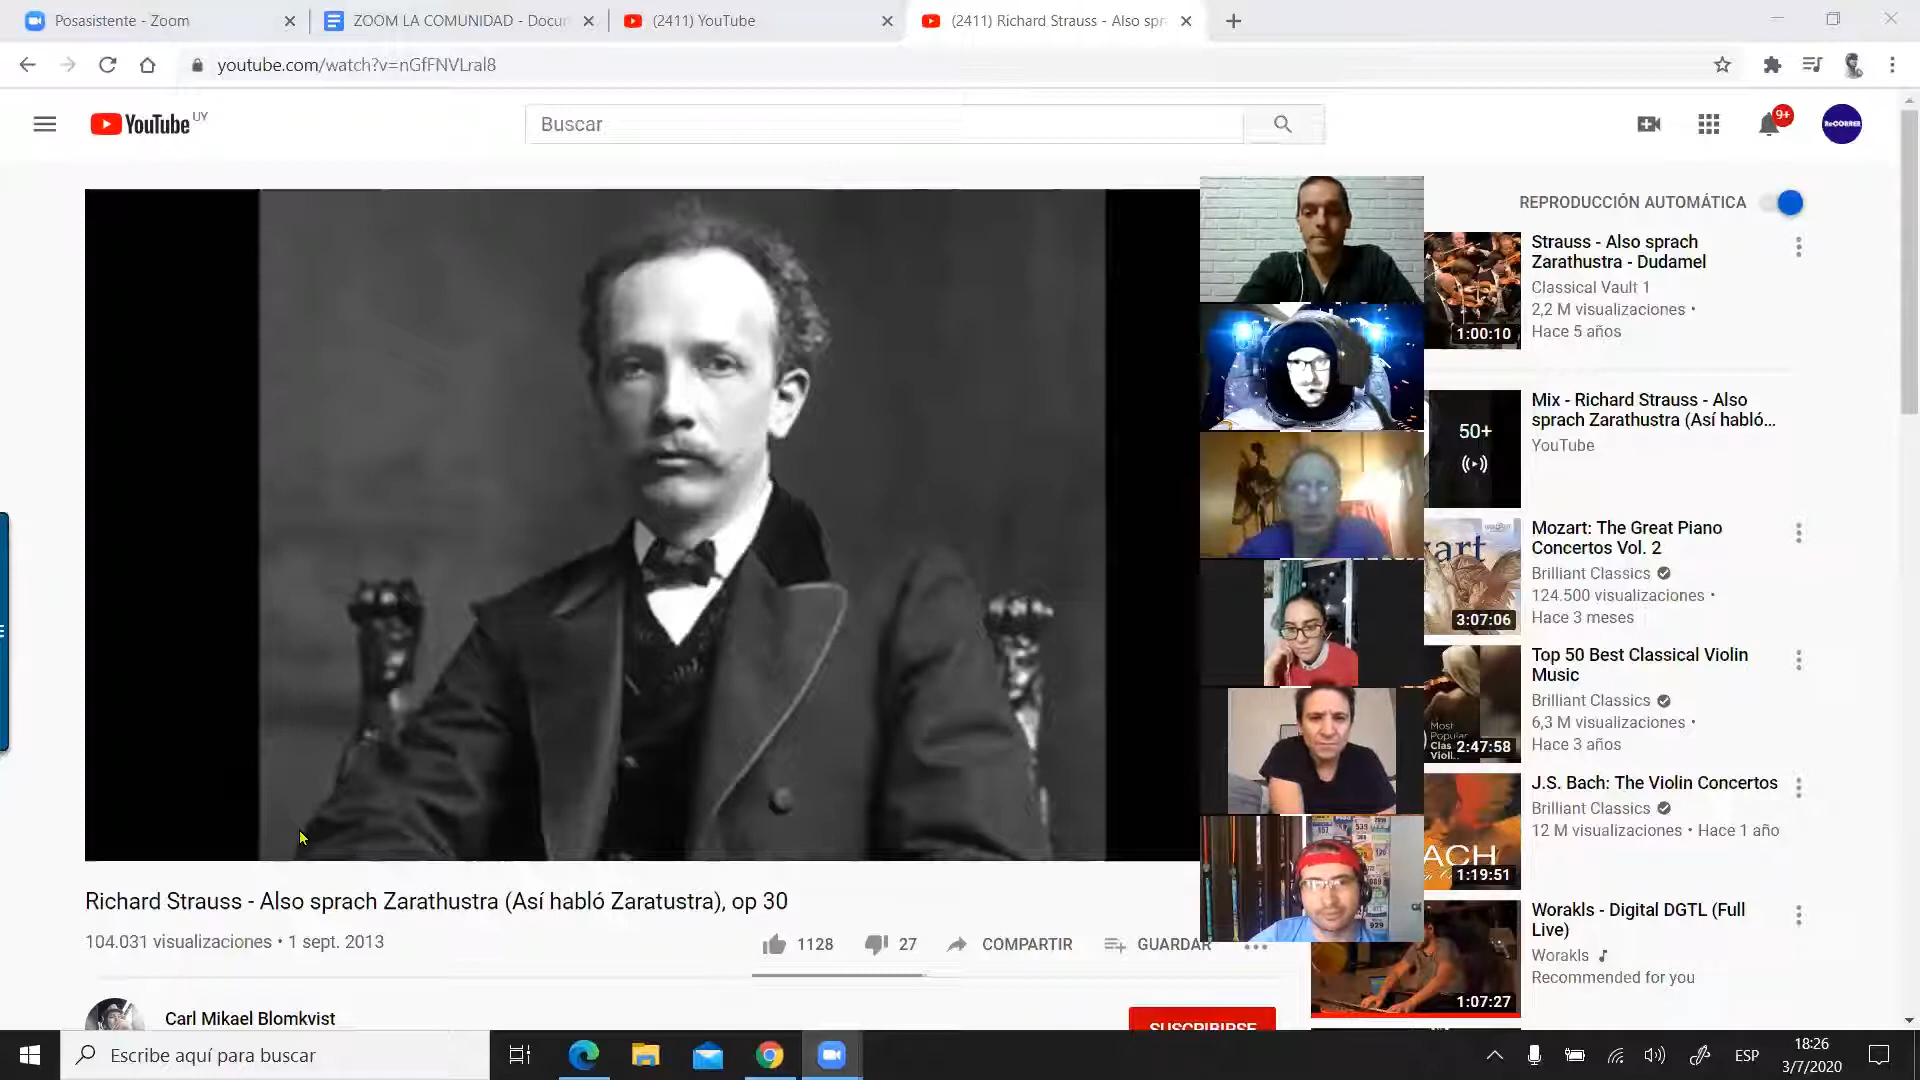 Posasistente - Zoom
ZOOM LA COMUNIDAD - Docu
(2411) YouTube
(2411) Richard Strauss - Also spr
youtube.com/watch?v=nGfFNVLral8
YouTube UY
Buscar
9+
ReCORRER
REPRODUCCIÓN AUTOMÁTICA
Strauss - Also sprach
Zarathustra - Dudamel
Classical Vault 1
2,2 M visualizaciones •
Hace 5 años
1:00:10
Mix - Richard Strauss - Also
sprach Zarathustra (Así habló...
YouTube
50+
Mozart: The Great Piano
Concertos Vol. 2
Brilliant Classics
124.500 visualizaciones •
Hace 3 meses
3:07:06
Top 50 Best Classical Violin
Music
Brilliant Classics
6,3 M visualizaciones •
Hace 3 años
Most
Popular
Clas
Violi..
2:47:58
J.S. Bach: The Violin Concertos
Brilliant Classics
12 M visualizaciones • Hace 1 año
ACH
1:19:51
Worakls - Digital DGTL (Full
Live)
Worakls
Recommended for you
1:07:27
Richard Strauss - Also sprach Zarathustra (Así habló Zaratustra), op 30
104.031 visualizaciones • 1 sept. 2013
1128
27
COMPARTIR
GUARDAR
Carl Mikael Blomkvist
SUSCRIBIRSE
Escribe aquí para buscar
ESP
18:26
3/7/2020